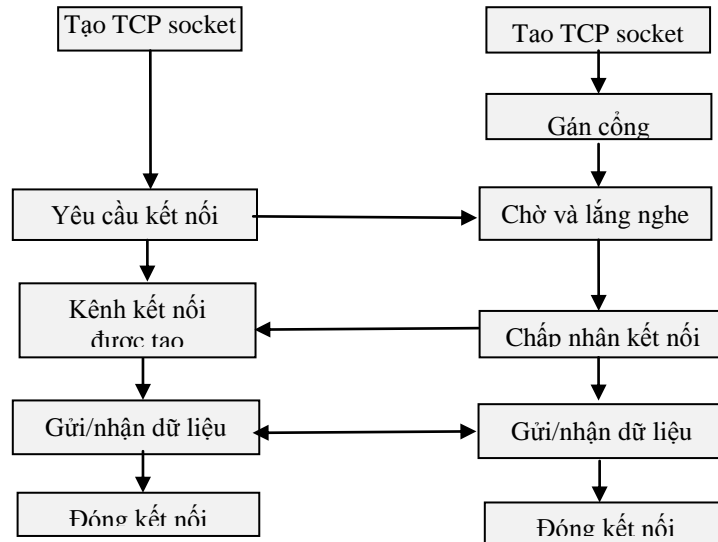 Tạo TCP socket
Tao TCP socket
Gán cổng
Yêu cầu kết nối
Chờ và lắng nghe
Kênh kết nối
được tạo
Chấp nhận kết nối
Gửi/nhận dữ liệu
Gửi/nhận dữ liệu
Đóng kết nối
Đóng kết nối